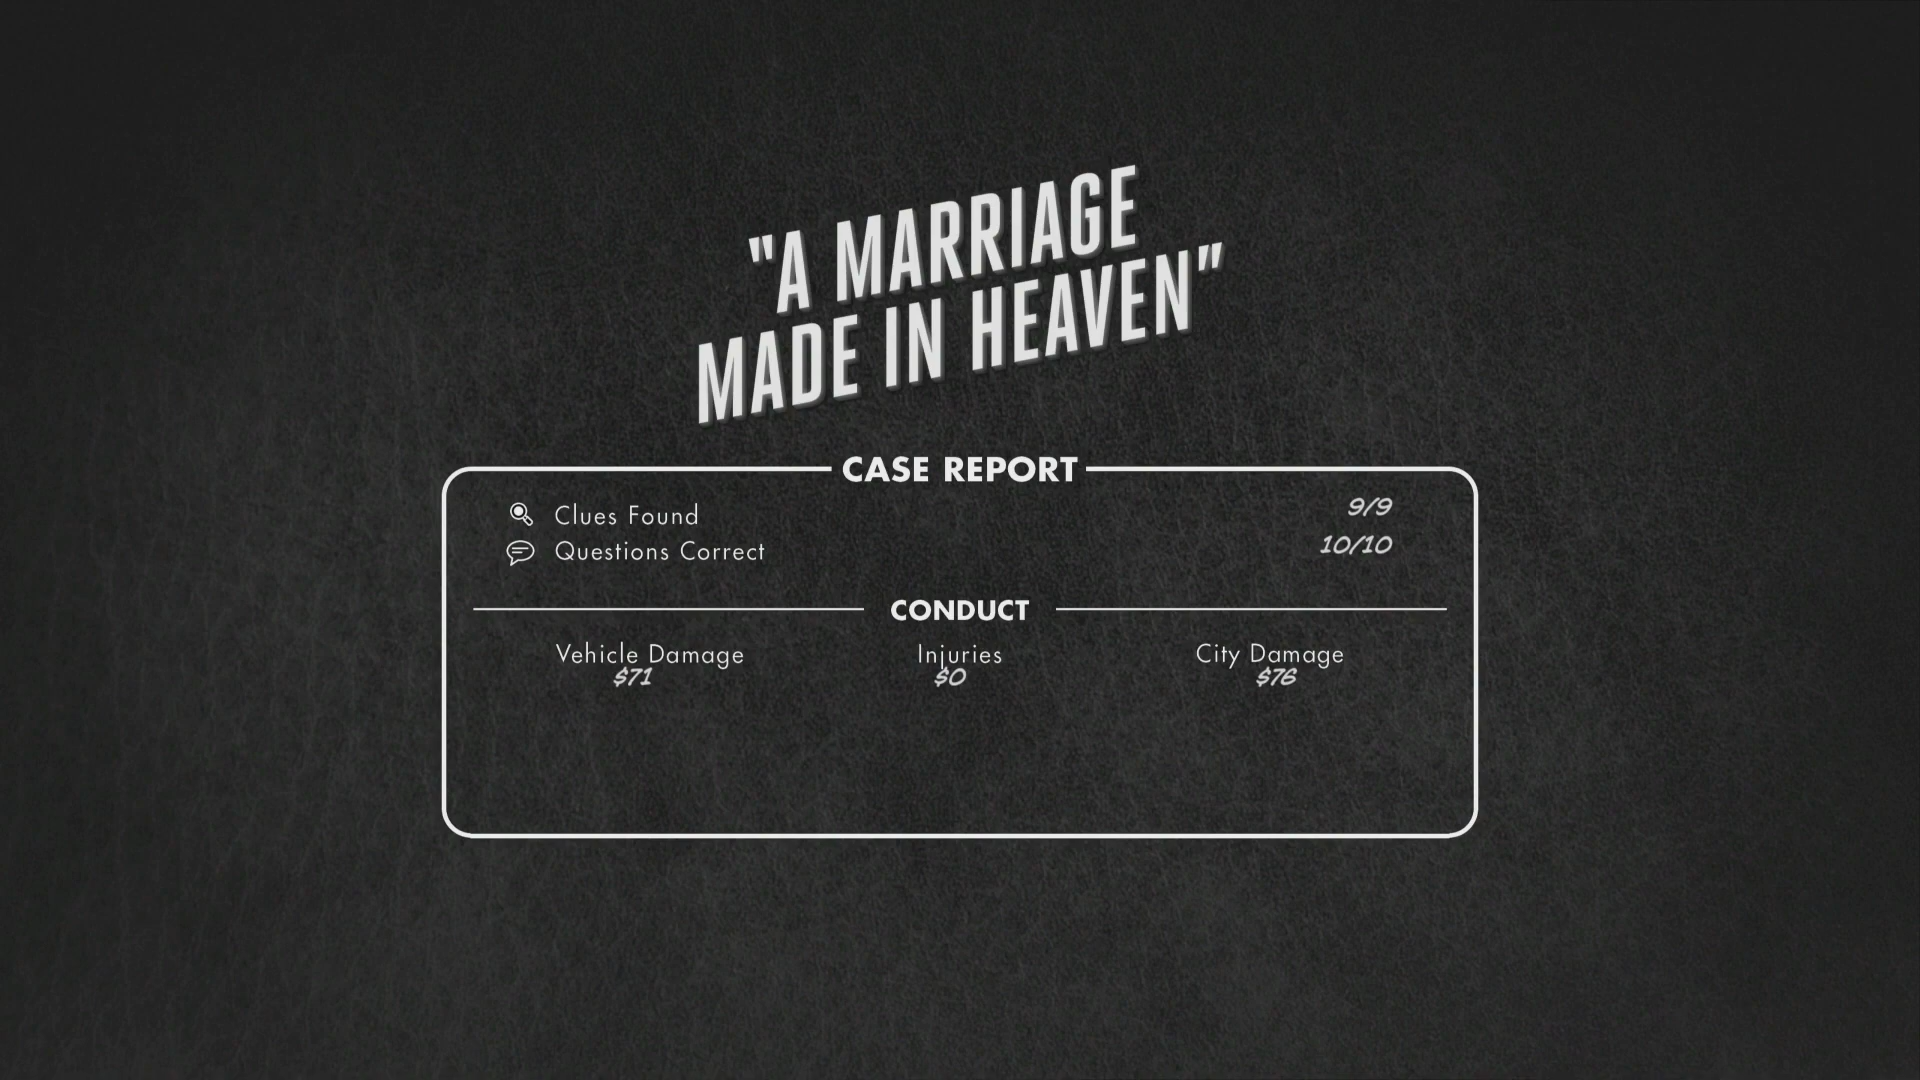 "A MARRIAGE
MADE IN HEAVEN"
CASE REPORT
Clues Found 9/9
Questions Correct 10/10
CONDUCT
Vehicle Damage Injuries City Damage
$71 $0 $76